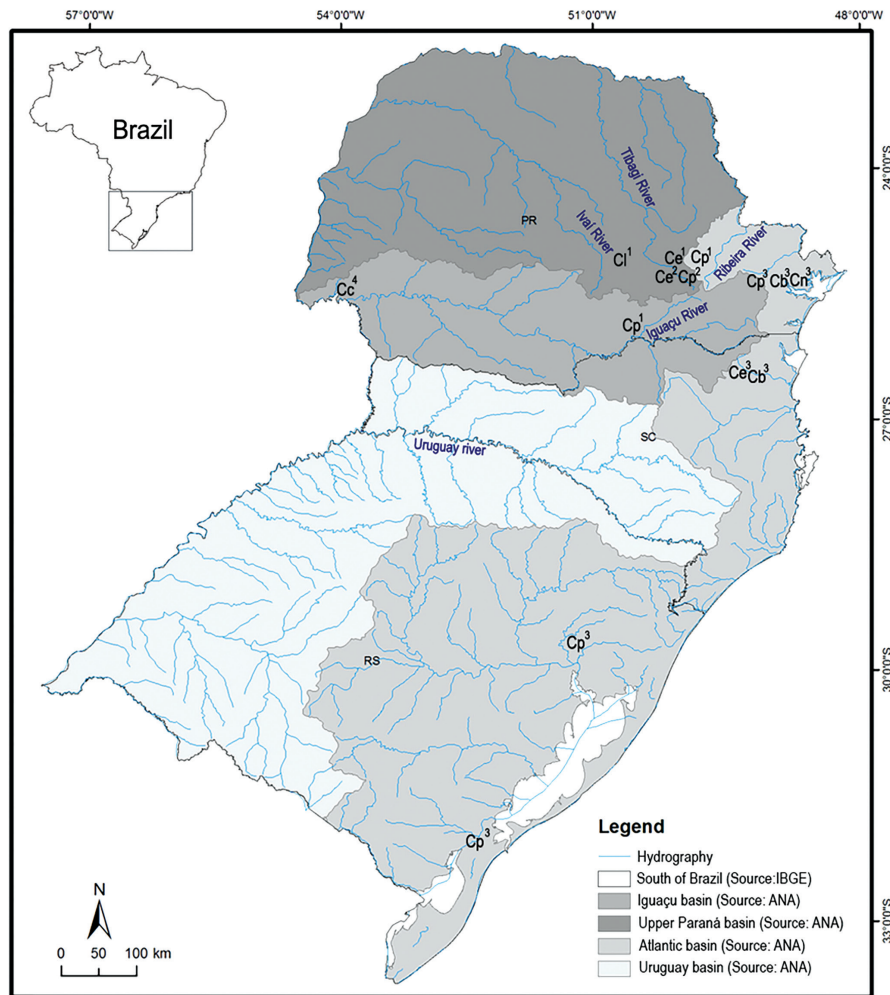 57°0'0"W 54°0'0"W 51°0'0"W 48°0'0"W
Brazil
24°0'0"S
27°0'0"S
30°0'0"S
33°0'0"S
PR
Ivaí River
Tibagi River
Ribeira River
Cl¹
Ce¹ Cp¹
Ce² Cp²
Cc⁴
Cp³ Cb³ Cn³
Cp¹
Iguaçu River
Ce³ Cb³
SC
Uruguay river
Cp³
RS
Cp³
Legend
Hydrography
South of Brazil (Source:IBGE)
Iguaçu basin (Source: ANA)
Upper Paraná basin (Source: ANA)
Atlantic basin (Source: ANA)
Uruguay basin (Source: ANA)
N
0 50 100 km